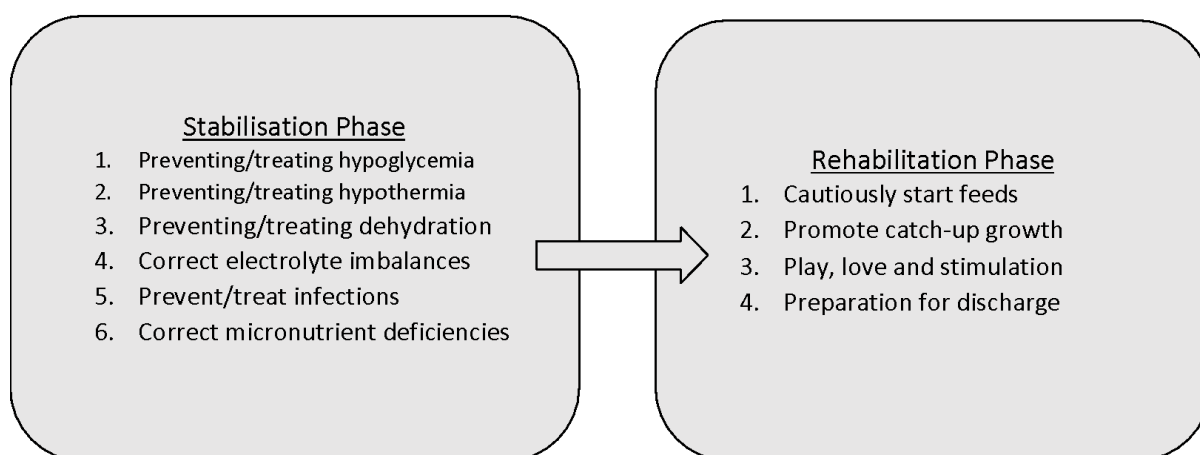 Stabilisation Phase
1. Preventing/treating hypoglycemia
2. Preventing/treating hypothermia
3. Preventing/treating dehydration
4. Correct electrolyte imbalances
5. Prevent/treat infections
6. Correct micronutrient deficiencies
Rehabilitation Phase
1. Cautiously start feeds
2. Promote catch-up growth
3. Play, love and stimulation
4. Preparation for discharge